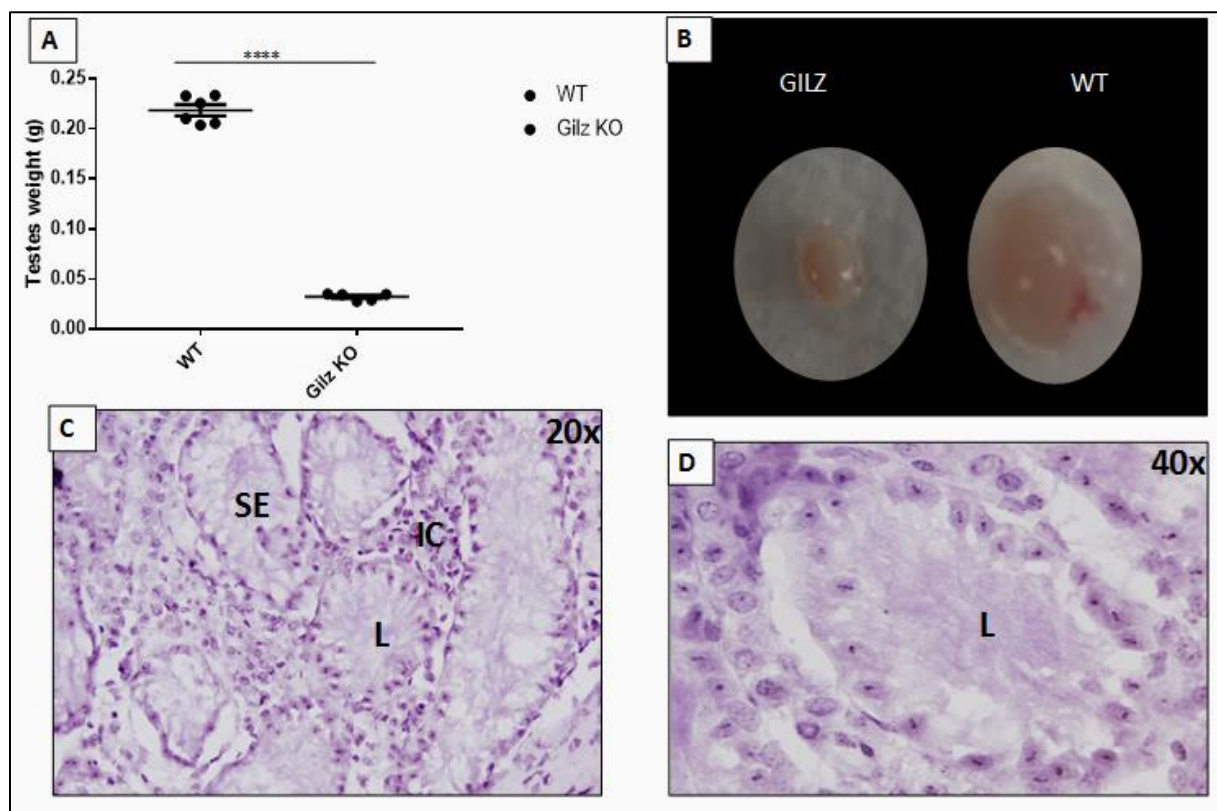 A
****
Testes weight (g)
0.25
0.20
0.15
0.10
0.05
0.00
WT
Gilz KO
WT
Gilz KO
B
GILZ
WT
C
20x
SE
IC
L
D
40x
L